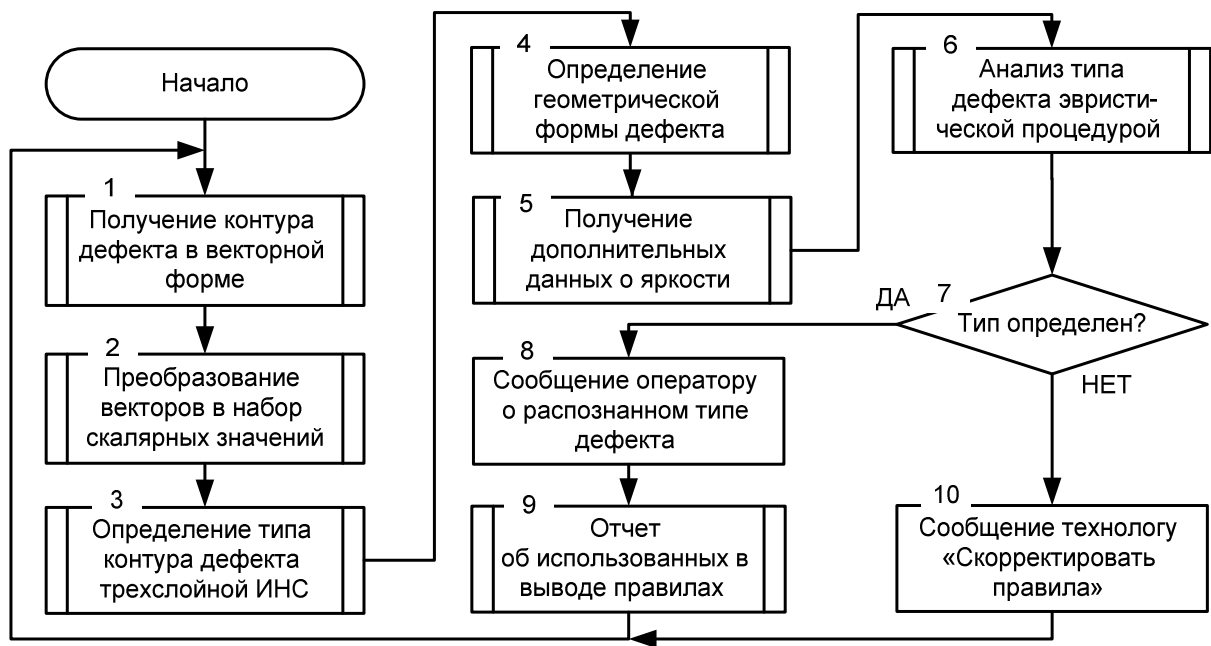 Начало
1
Получение контура
дефекта в векторной
форме
2
Преобразование
векторов в набор
скалярных значений
3
Определение типа
контура дефекта
трехслойной ИНС
4
Определение
геометрической
формы дефекта
5
Получение
дополнительных
данных о яркости
6
Анализ типа
дефекта эвристи-
ческой процедурой
7
Тип определен?
ДА
НЕТ
8
Сообщение оператору
о распознанном типе
дефекта
9
Отчет
об использованных в
выводе правилах
10
Сообщение технологу
«Скорректировать
правила»